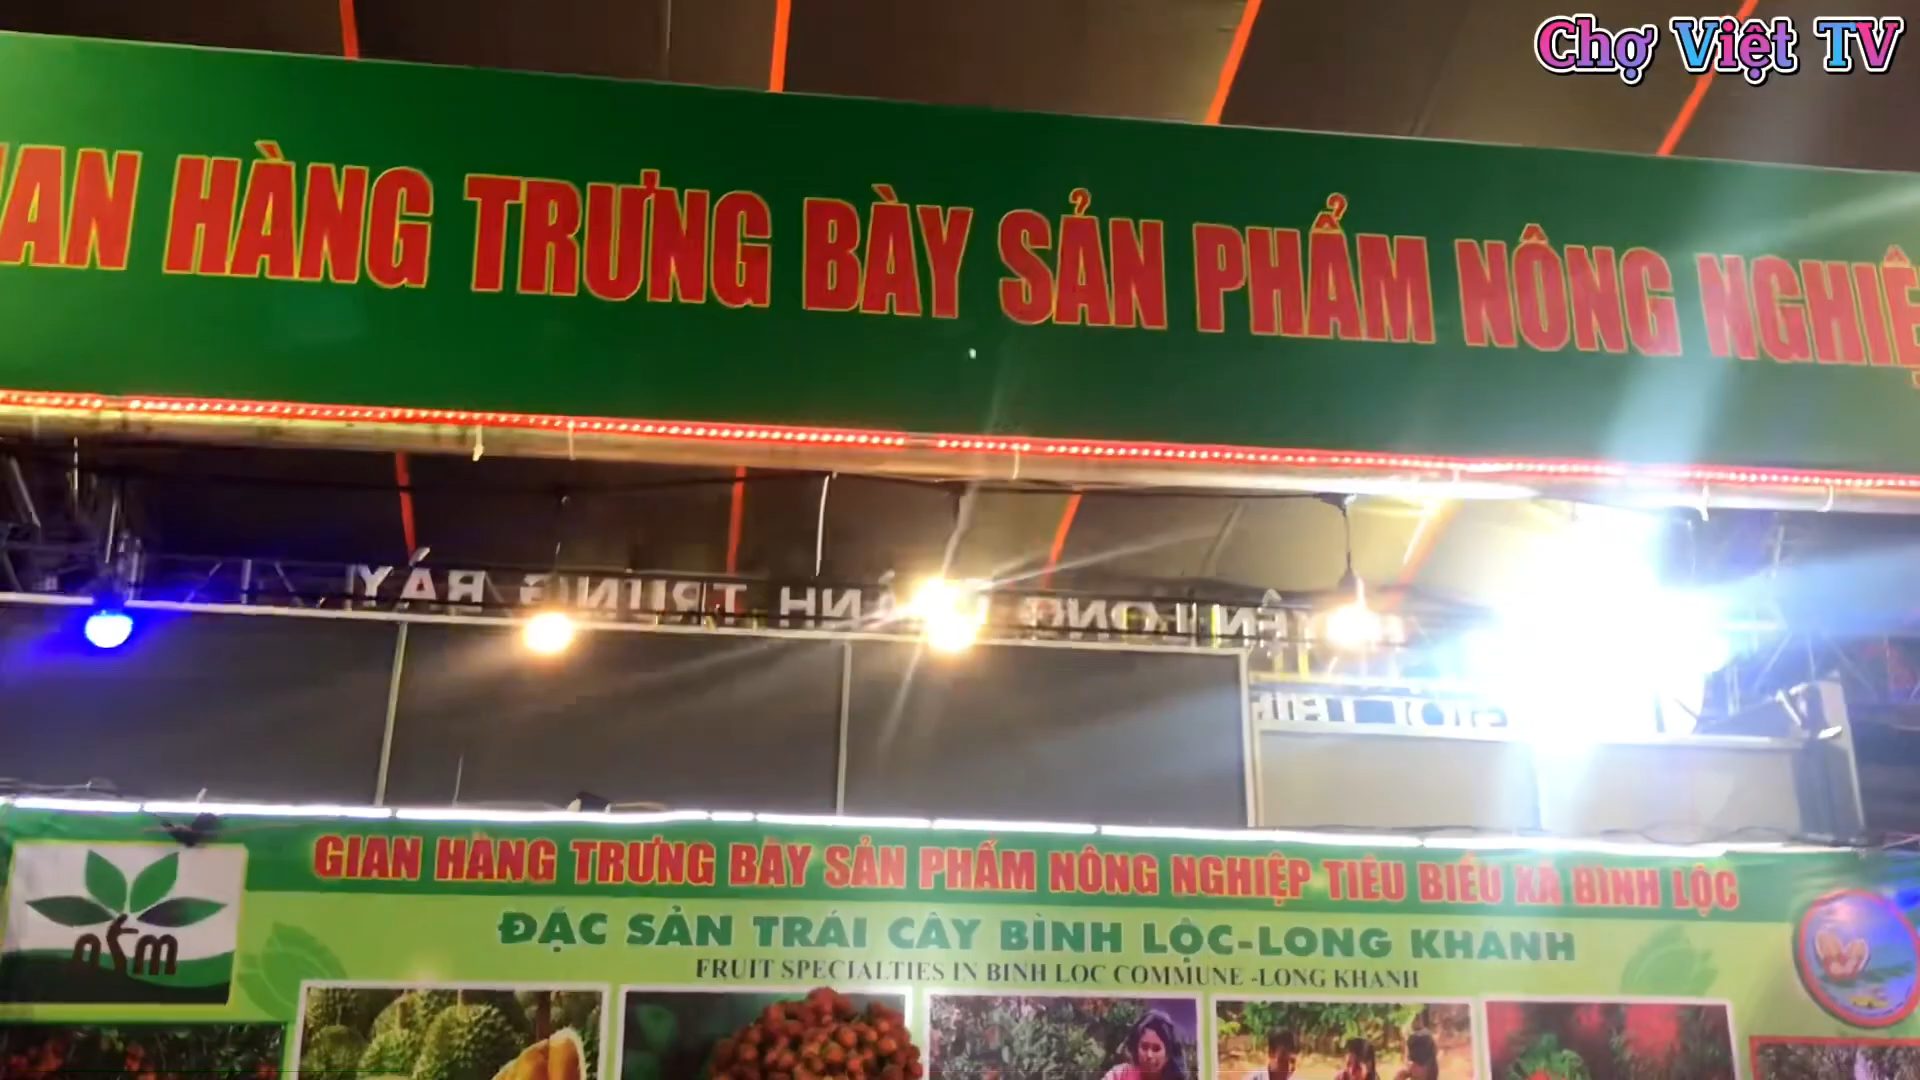 Chợ Việt TV
GIAN HÀNG TRƯNG BÀY SẢN PHẨM NÔNG NGHIỆ
GIAN HÀNG TRƯNG BÀY SẢN PHẨM NÔNG NGHIỆP TIÊU BIỂU XÃ BÌNH LỘC
ĐẶC SẢN TRÁI CÂY BÌNH LỘC-LONG KHANH
FRUIT SPECIALTIES IN BINH LOC COMMUNE -LONG KHANH